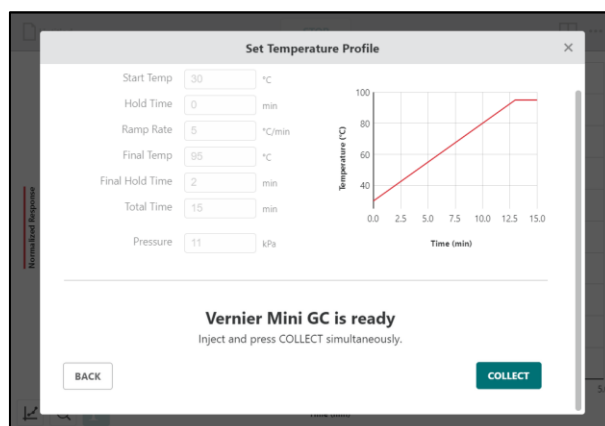 Set Temperature Profile
×
Start Temp 30 °C
Hold Time 0 min
Ramp Rate 5 °C/min
Final Temp 95 °C
Final Hold Time 2 min
Total Time 15 min
Pressure 11 kPa
Temperature (°C)
100
80
60
40
0.0 2.5 5.0 7.5 10.0 12.5 15.0
Time (min)
Normalized Response
Vernier Mini GC is ready
Inject and press COLLECT simultaneously.
BACK
COLLECT